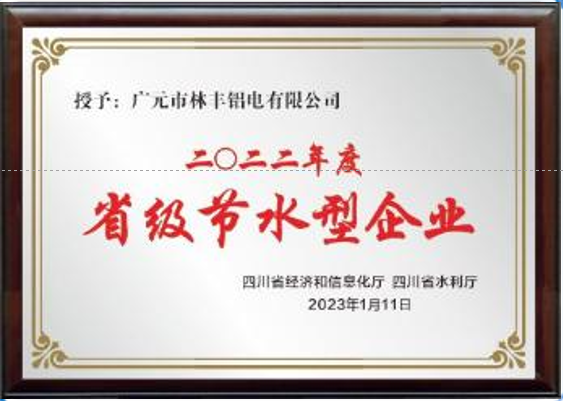 授予：广元市林丰铝电有限公司
二〇二二年度
省级节水型企业
四川省经济和信息化厅 四川省水利厅
2023年1月11日